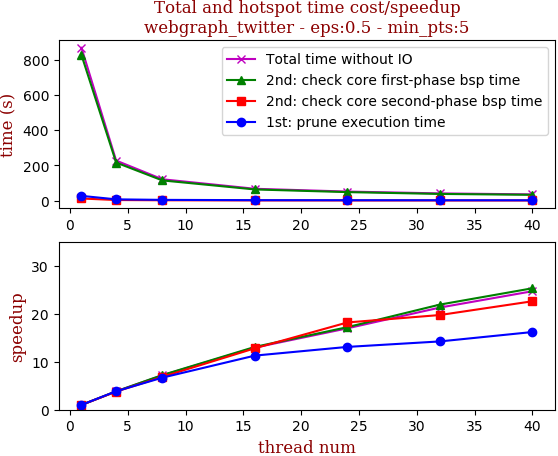 Total and hotspot time cost/speedup
webgraph_twitter - eps:0.5 - min_pts:5
time (s)
800
600
400
200
0
Total time without IO
2nd: check core first-phase bsp time
2nd: check core second-phase bsp time
1st: prune execution time
0 5 10 15 20 25 30 35 40
speedup
30
20
10
0
0 5 10 15 20 25 30 35 40
thread num